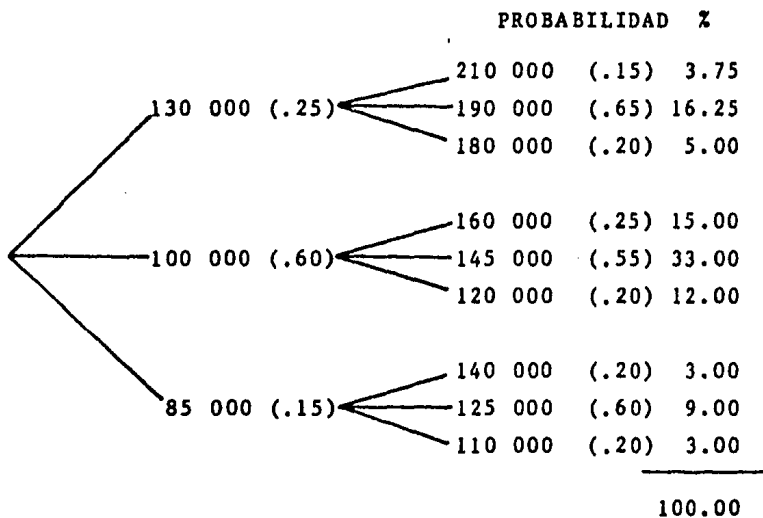 PROBABILIDAD %
210 000 (.15) 3.75
130 000 (.25) 190 000 (.65) 16.25
180 000 (.20) 5.00
160 000 (.25) 15.00
100 000 (.60) 145 000 (.55) 33.00
120 000 (.20) 12.00
140 000 (.20) 3.00
85 000 (.15) 125 000 (.60) 9.00
110 000 (.20) 3.00
100.00